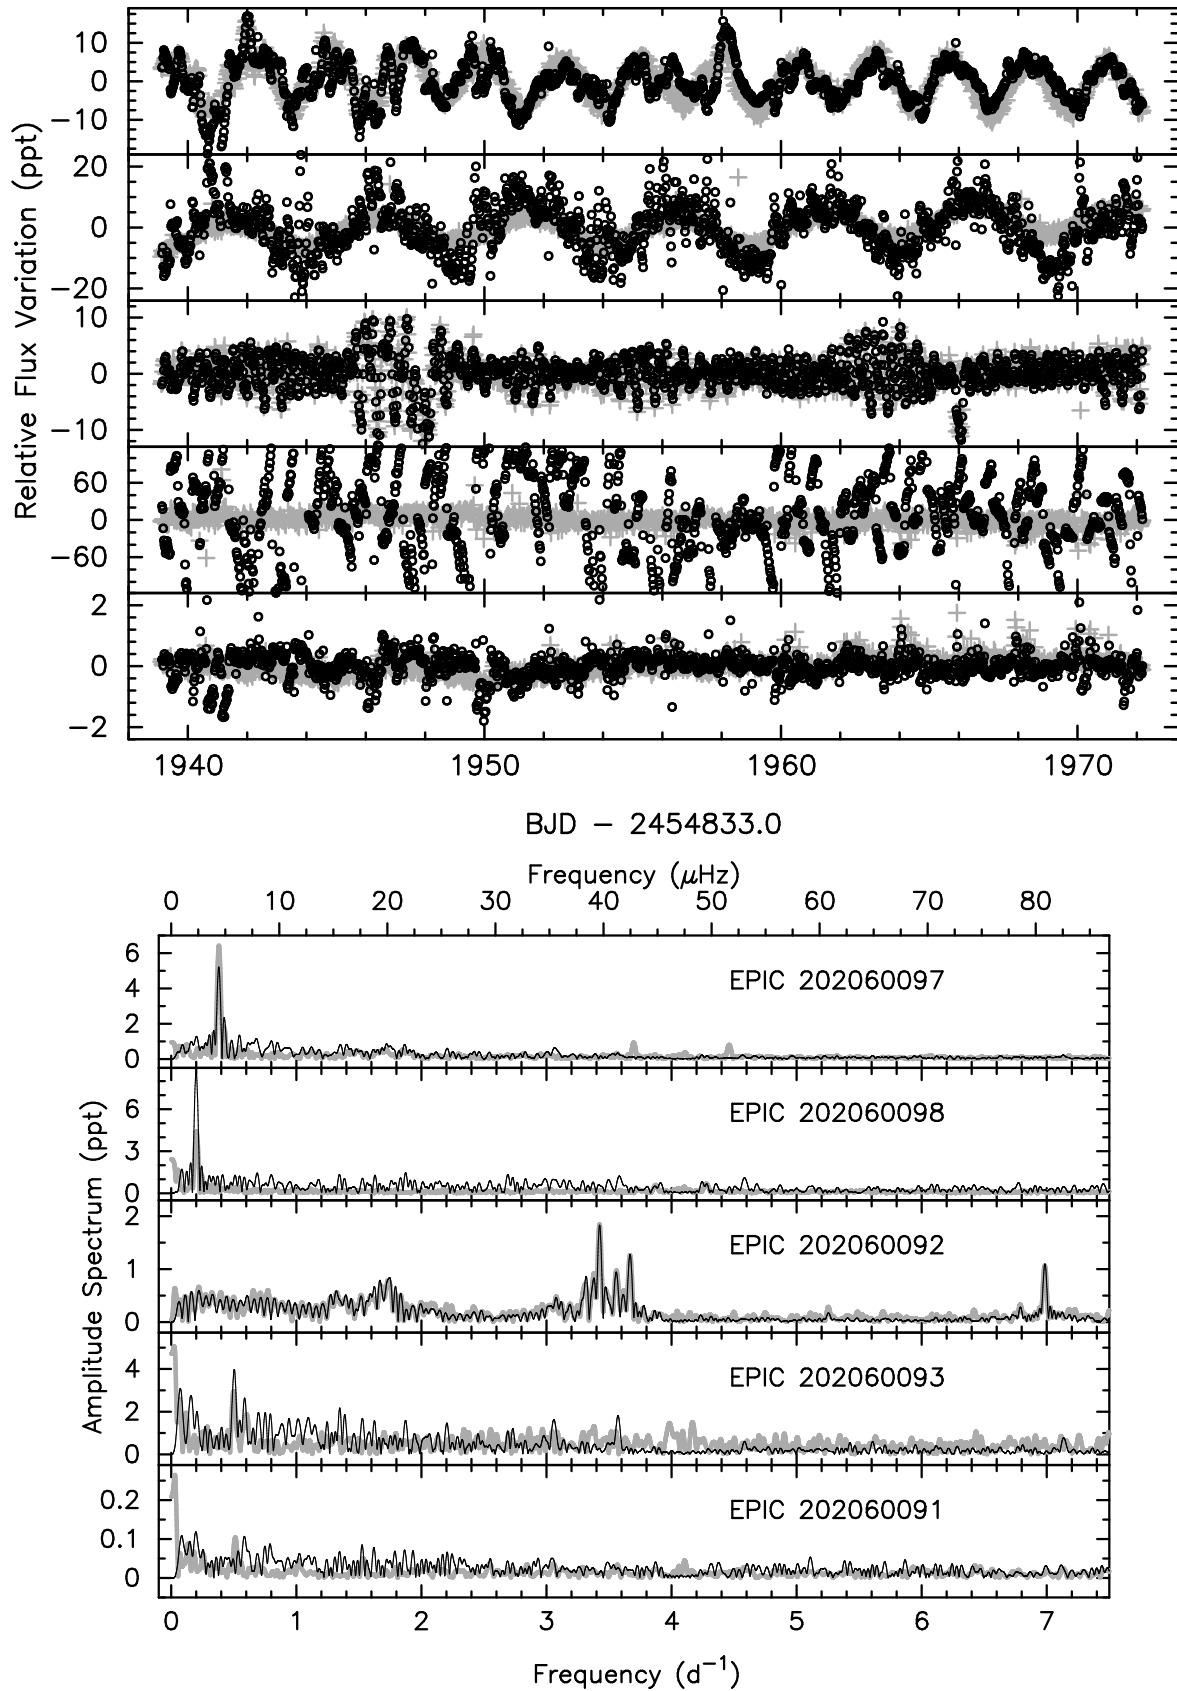 Relative Flux Variation (ppt)
10
0
−10
20
0
−20
10
0
−10
60
0
−60
2
0
−2
1940 1950 1960 1970
BJD − 2454833.0
Frequency (μHz)
0 10 20 30 40 50 60 70 80
Amplitude Spectrum (ppt)
6
4
2
0
EPIC 202060097
6
3
0
EPIC 202060098
2
1
0
EPIC 202060092
4
2
0
EPIC 202060093
0.2
0.1
0
EPIC 202060091
0 1 2 3 4 5 6 7
Frequency (d⁻¹)